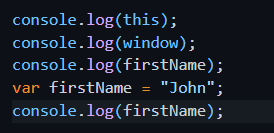 console.log(this);
console.log(window);
console.log(firstName);
var firstName = "John";
console.log(firstName);